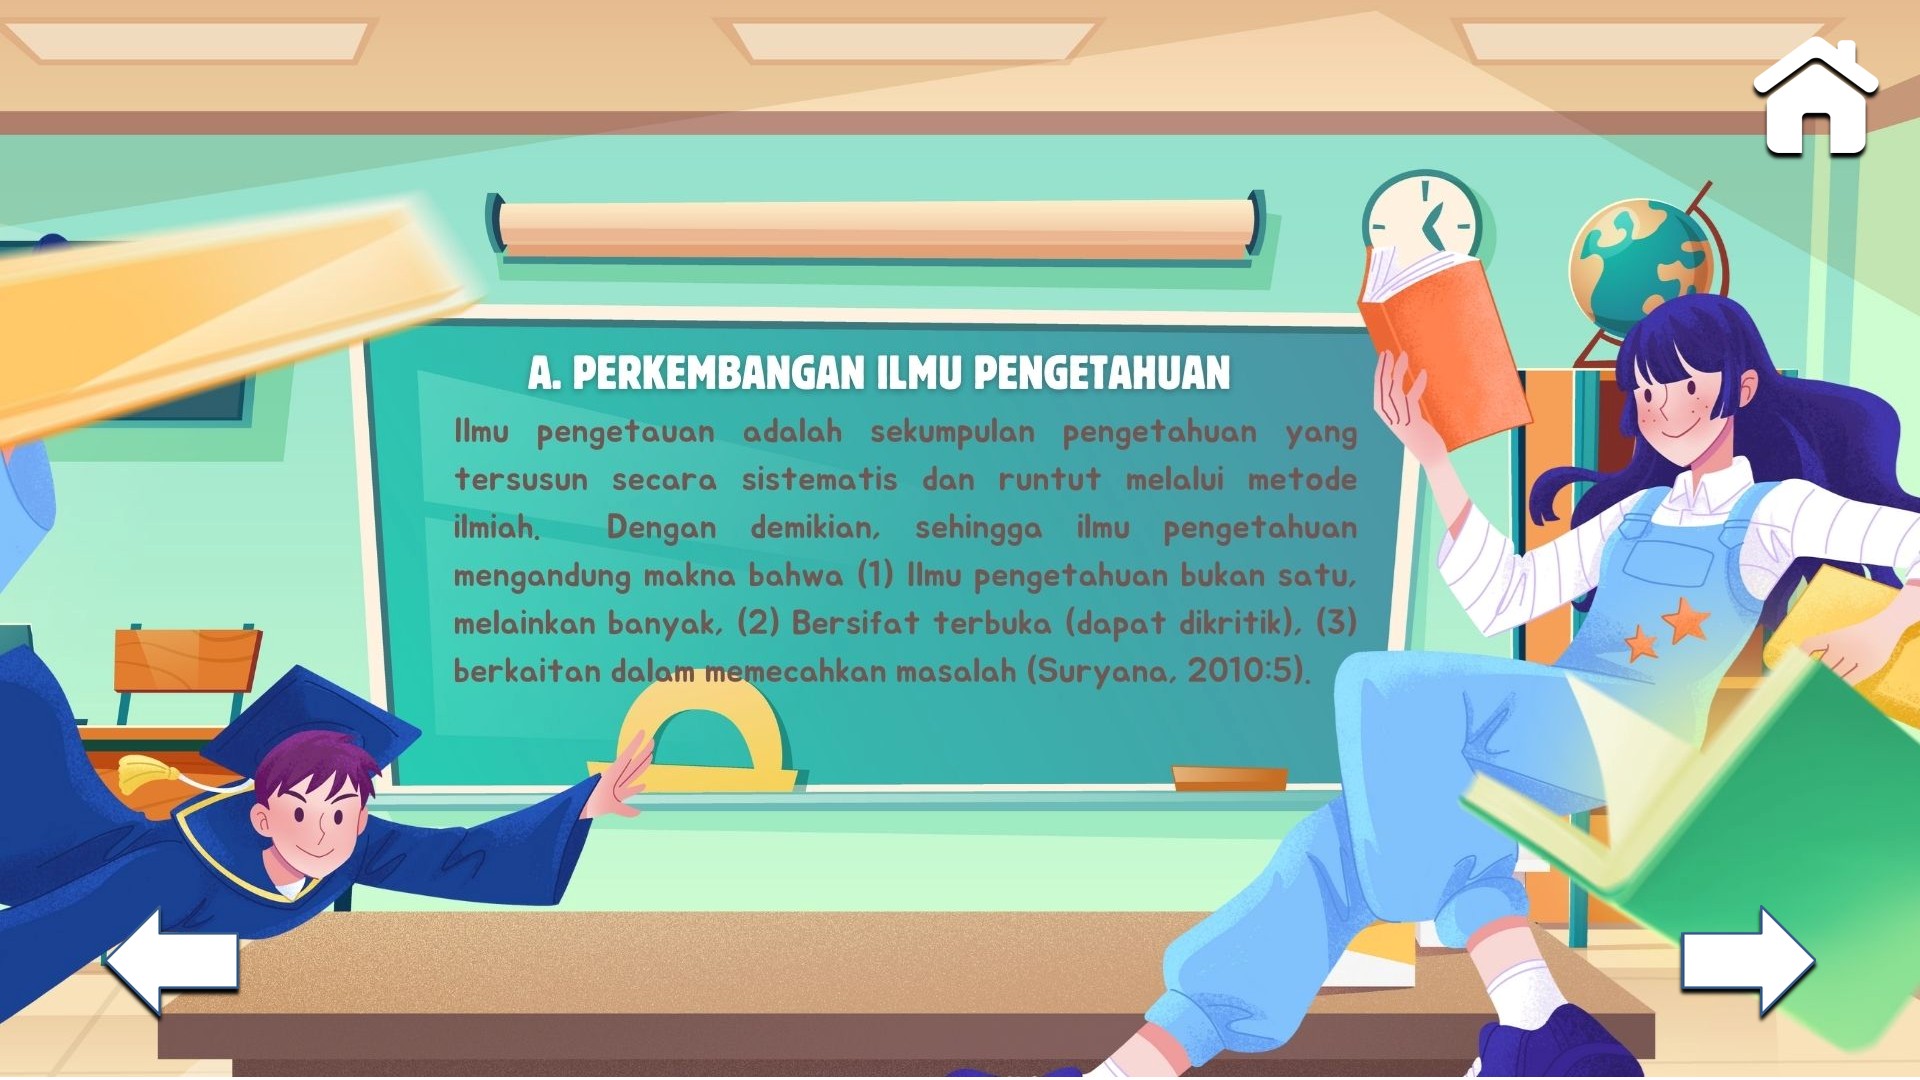 A. PERKEMBANGAN ILMU PENGETAHUAN
Ilmu pengetauan adalah sekumpulan pengetahuan yang
tersusun secara sistematis dan runtut melalui metode
ilmiah. Dengan demikian, sehingga ilmu pengetahuan
mengandung makna bahwa (1) Ilmu pengetahuan bukan satu,
melainkan banyak, (2) Bersifat terbuka (dapat dikritik), (3)
berkaitan dalam memecahkan masalah (Suryana, 2010:5).